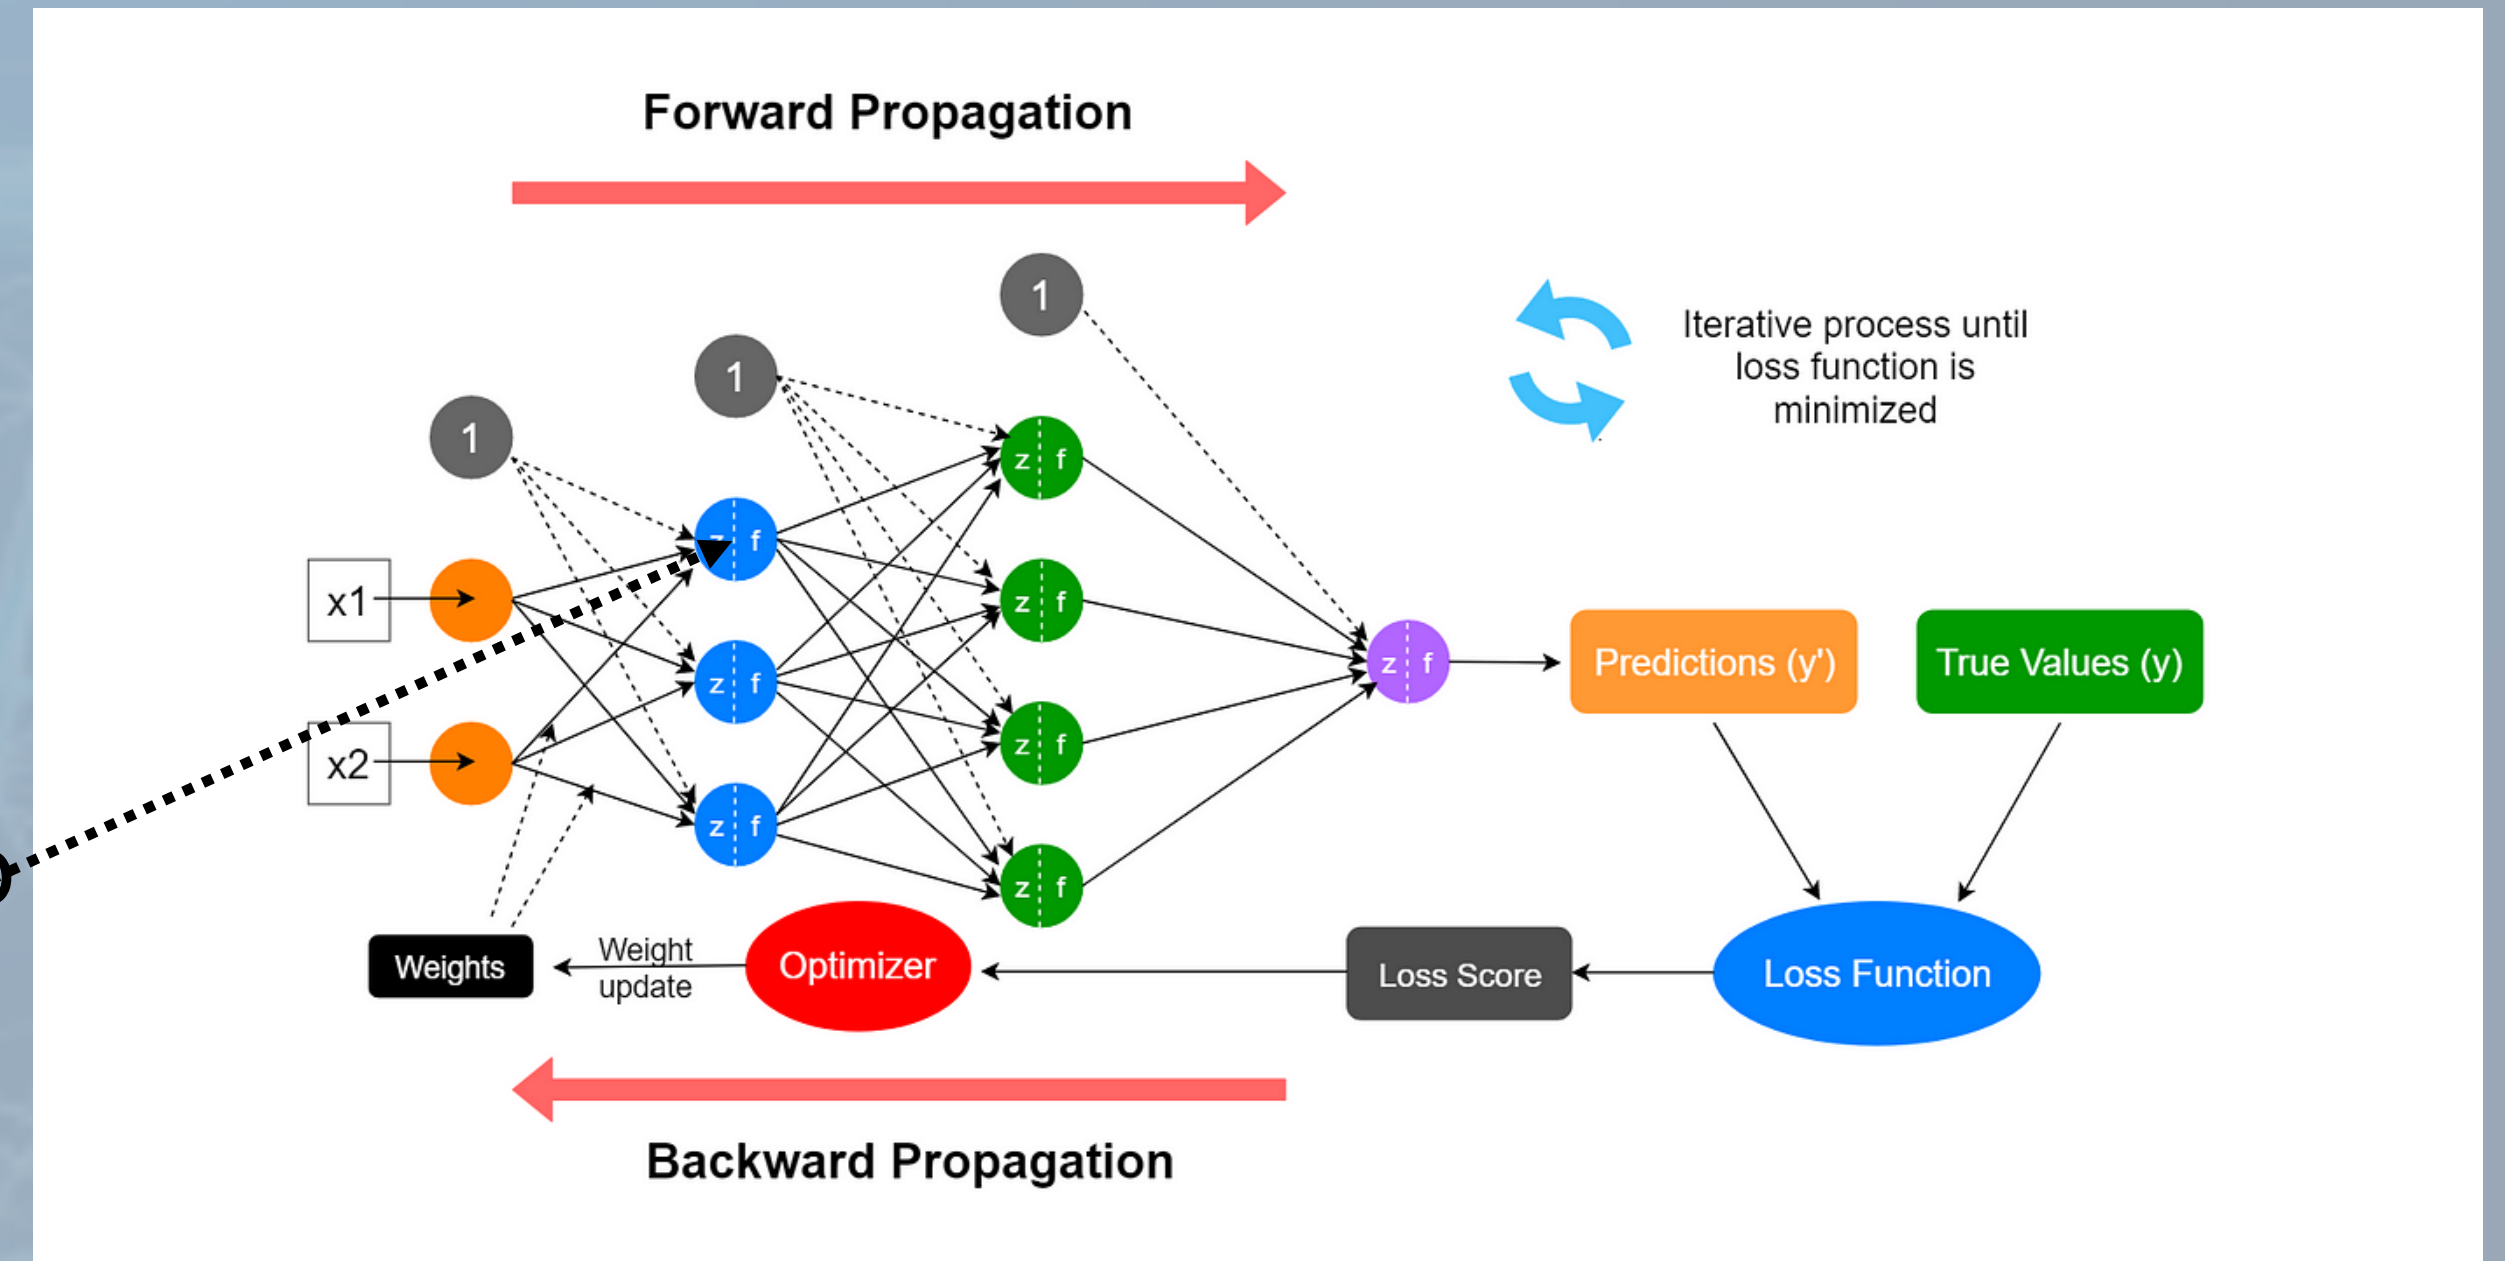 Forward Propagation
1
1
1
Iterative process until
loss function is
minimized
z f
f
z f
x1
z f
z f
Predictions (y')
True Values (y)
x2
z f
z f
z f
Weights
Weight
update
Optimizer
Loss Score
Loss Function
Backward Propagation